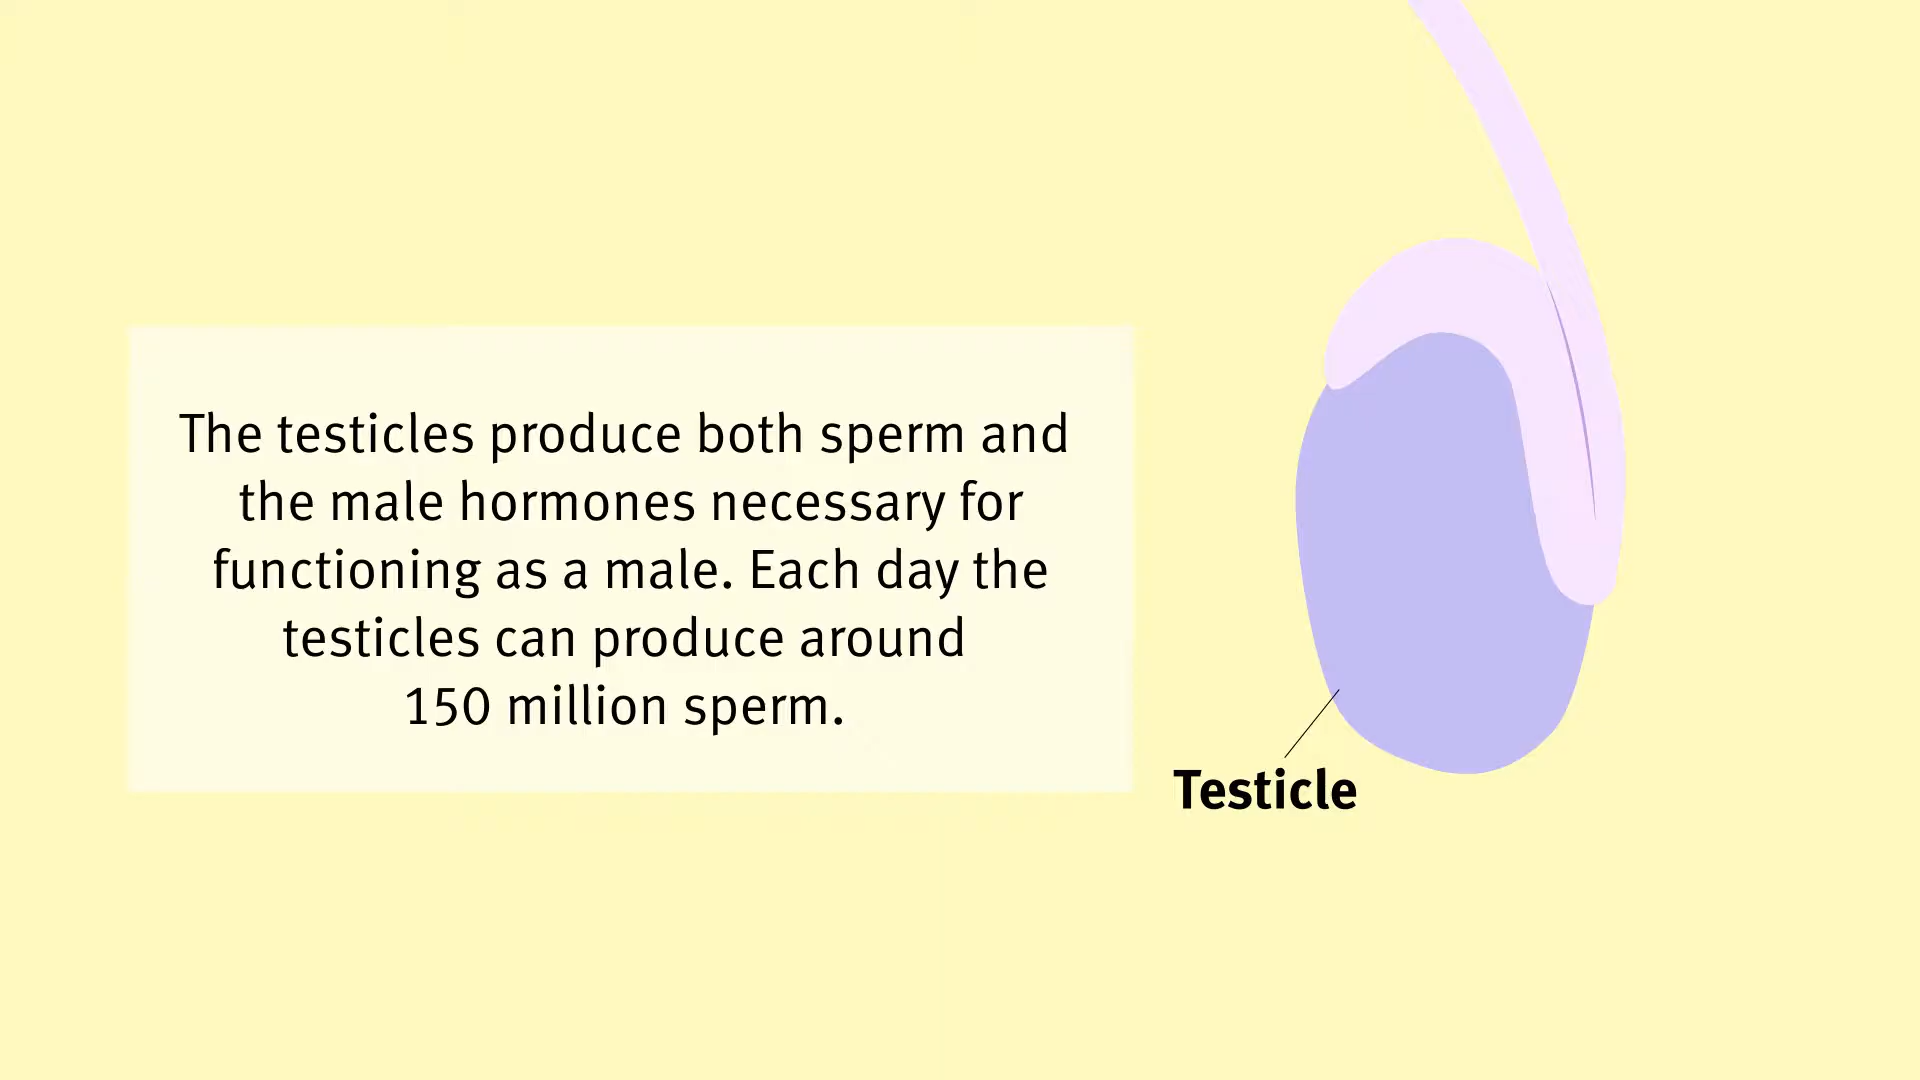 The testicles produce both sperm and
the male hormones necessary for
functioning as a male. Each day the
testicles can produce around
150 million sperm.
Testicle